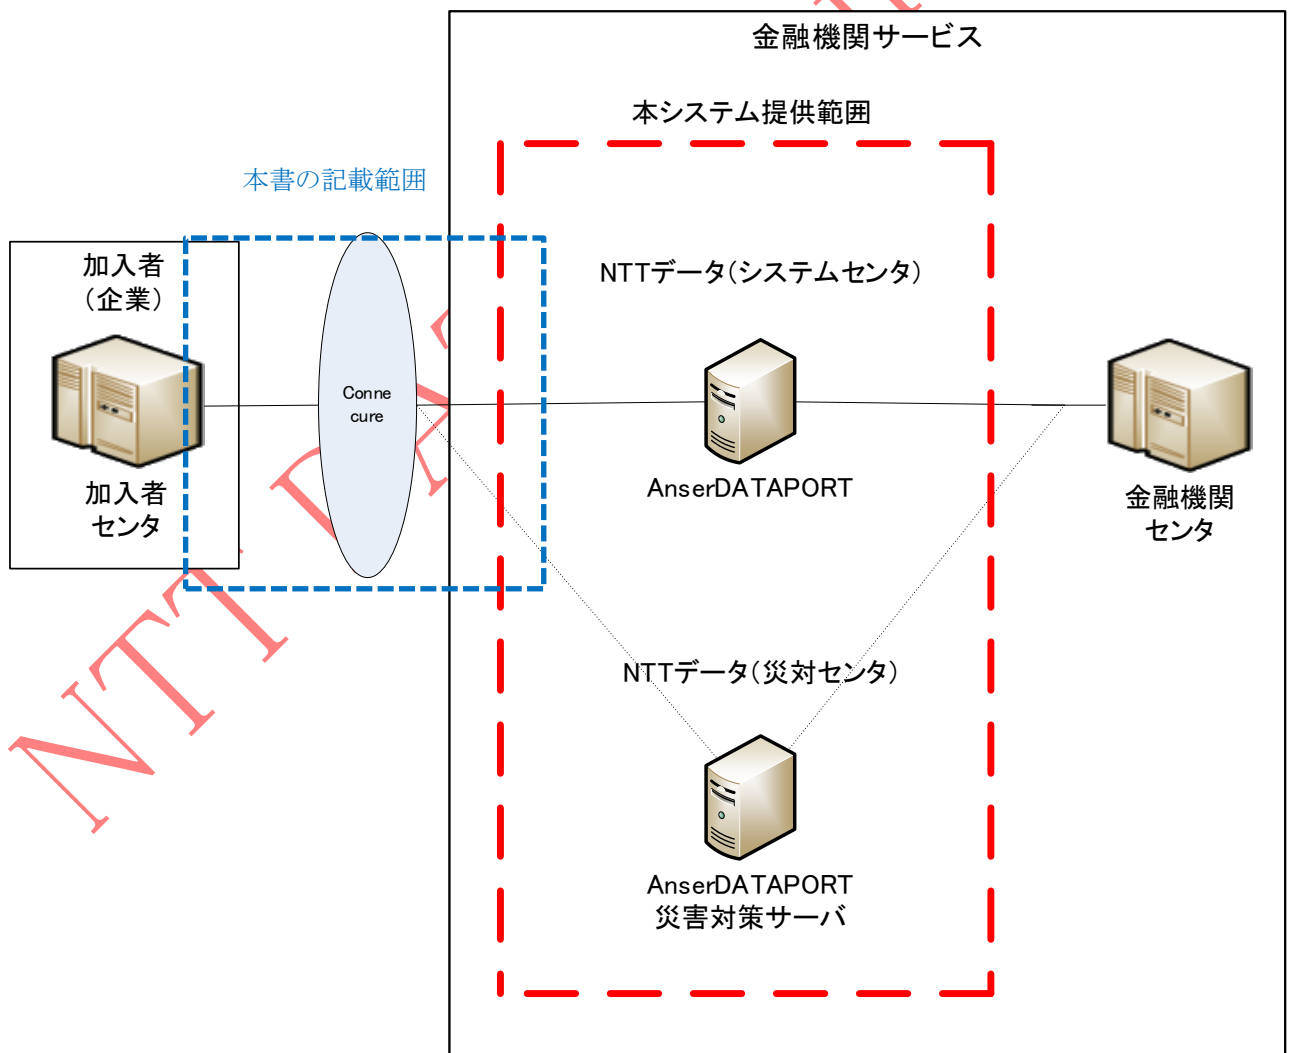 金融機関サービス
本システム提供範囲
本書の記載範囲
加入者
（企業）
NTTデータ（システムセンタ）
Conne
cure
加入者
センタ
AnserDATAPORT
金融機関
センタ
NTTデータ（災対センタ）
AnserDATAPORT
災害対策サーバ
NTT DAT